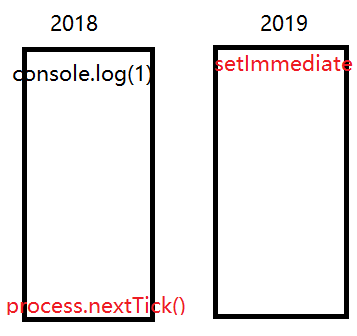 2018
2019
console.log(1)
setImmediate
process.nextTick()